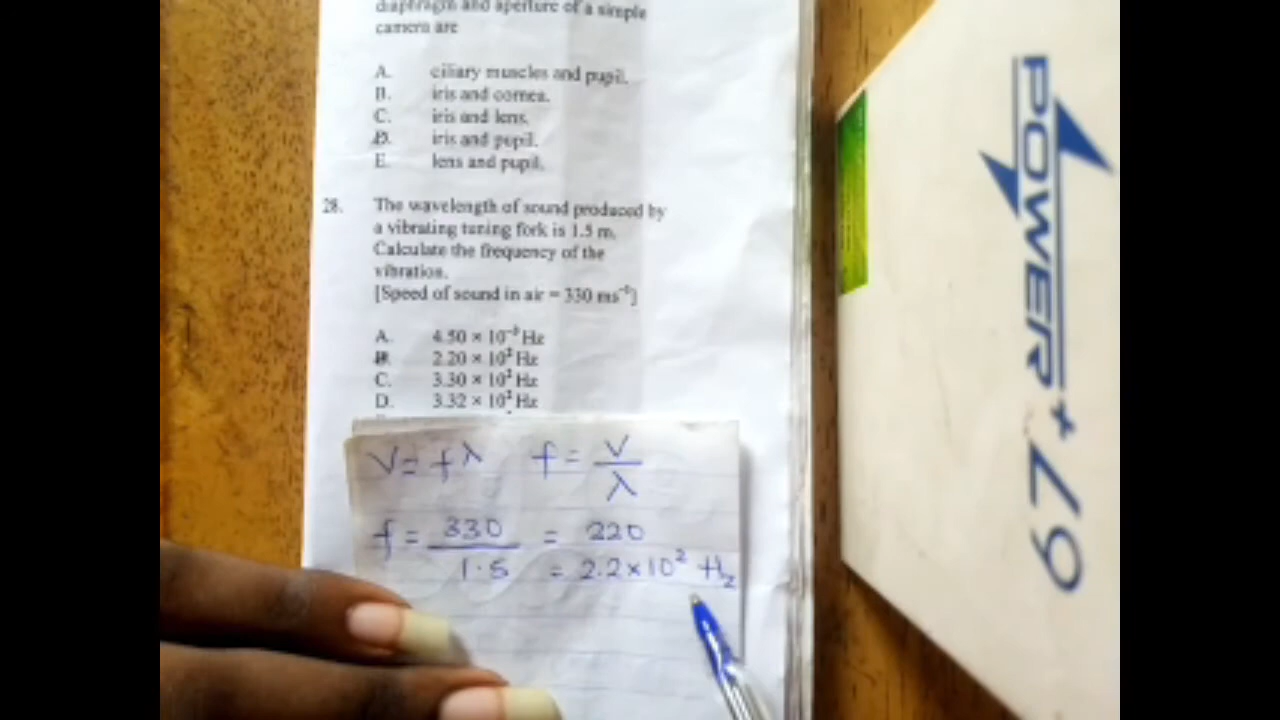 diaphragm and aperture of a simple
camera are
A. ciliary muscles and pupil.
B. iris and cornea.
C. iris and lens.
D. iris and pupil.
E. lens and pupil.
28. The wavelength of sound produced by
a vibrating tuning fork is 1.5 m.
Calculate the frequency of the
vibration.
[Speed of sound in air = 330 ms⁻¹]
A. 4.50 × 10⁻³ Hz
B. 2.20 × 10² Hz
C. 3.30 × 10² Hz
D. 3.32 × 10² Hz
V = fλ f = V/λ
f = 330/1.5 = 220
= 2.2 × 10² Hz
POWER+ L9